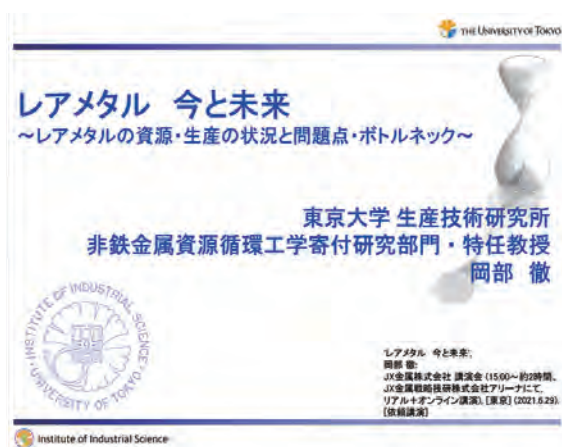 THE UNIVERSITY OF TOKYO
レアメタル 今と未来
~レアメタルの資源・生産の状況と問題点・ボトルネック~
東京大学 生産技術研究所
非鉄金属資源循環工学寄付研究部門・特任教授
岡部 徹
INSTITUTE OF INDUSTRIAL SCIENCE
UNIVERSITY OF TOKYO
'レアメタル 今と未来',
岡部 徹:
JX金属株式会社 講演会 (15:00~約2時間、
JX金属戦略技研株式会社アリーナにて、
リアル+オンライン講演)、[東京] (2021.6.29).
[依頼講演]
Institute of Industrial Science